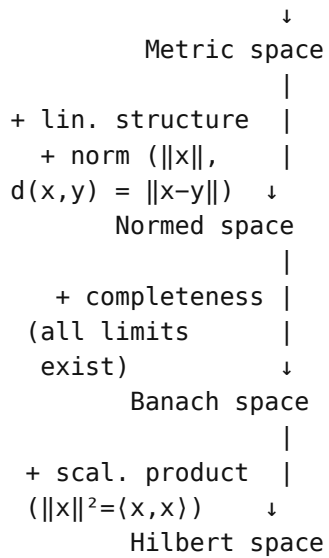 ↓
Metric space
|
+ lin. structure |
+ norm (‖x‖, |
d(x,y) = ‖x−y‖) ↓
Normed space
|
+ completeness |
(all limits |
exist) ↓
Banach space
|
+ scal. product |
(‖x‖²=⟨x,x⟩) ↓
Hilbert space